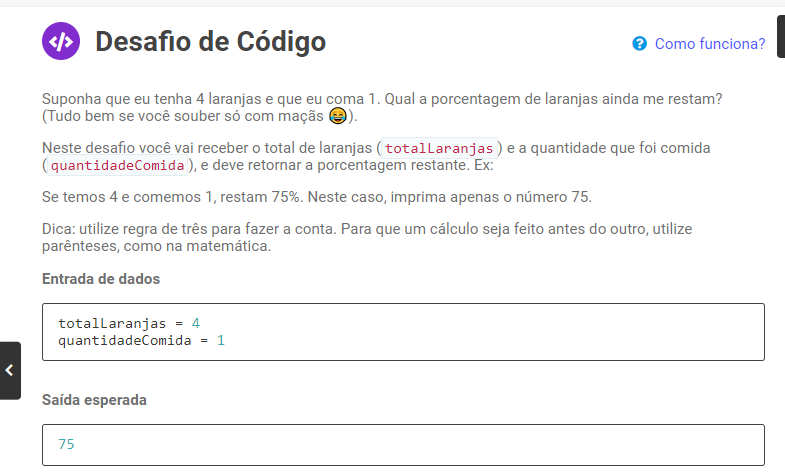 Desafio de Código
Como funciona?
Suponha que eu tenha 4 laranjas e que eu coma 1. Qual a porcentagem de laranjas ainda me restam?
(Tudo bem se você souber só com maçãs 😂).
Neste desafio você vai receber o total de laranjas (totalLaranjas) e a quantidade que foi comida
(quantidadeComida), e deve retornar a porcentagem restante. Ex:
Se temos 4 e comemos 1, restam 75%. Neste caso, imprima apenas o número 75.
Dica: utilize regra de três para fazer a conta. Para que um cálculo seja feito antes do outro, utilize
parênteses, como na matemática.
Entrada de dados
totalLaranjas = 4
quantidadeComida = 1
Saída esperada
75